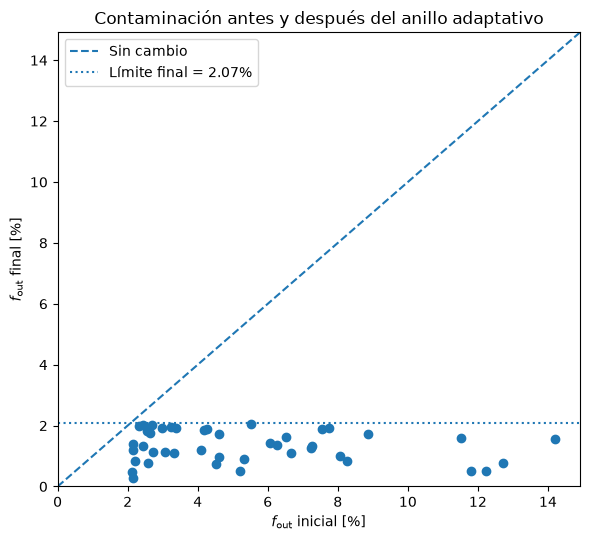 Contaminación antes y después del anillo adaptativo
Sin cambio
Límite final = 2.07%
14
12
10
8
6
4
2
0
f_out final [%]
0 2 4 6 8 10 12 14
f_out inicial [%]